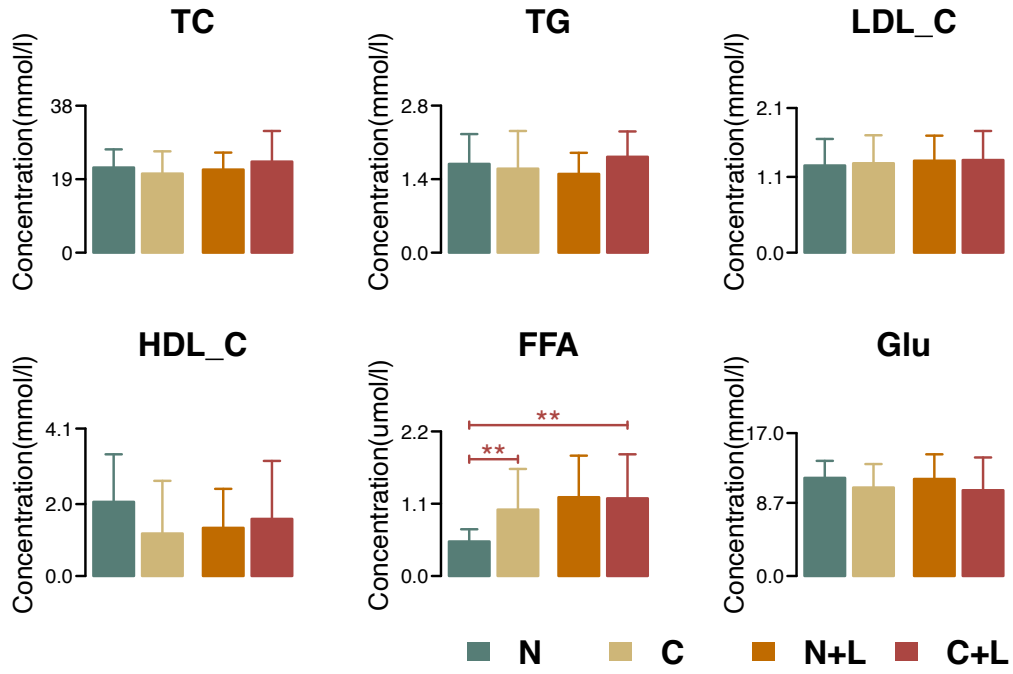 TC
TG
LDL_C
Concentration(mmol/l)
38
19
0
Concentration(mmol/l)
2.8
1.4
0.0
Concentration(mmol/l)
2.1
1.1
0.0
HDL_C
FFA
Glu
Concentration(mmol/l)
4.1
2.0
0.0
Concentration(umol/l)
2.2
1.1
0.0
**
**
Concentration(mmol/l)
17.0
8.7
0.0
N
C
N+L
C+L